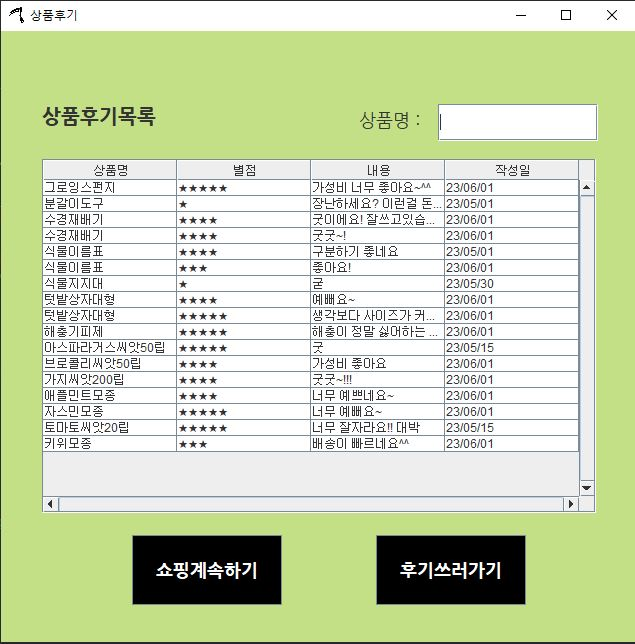 상품후기
상품후기목록 상품명 :
상품명 별점 내용 작성일
그로잉스펀지 ★★★★★ 가성비 너무 좋아요~^^ 23/06/01
분갈이도구 ★ 장난하세요? 이런걸 돈... 23/05/01
수경재배기 ★★★★ 굿이에요! 잘쓰고있습... 23/06/01
수경재배기 ★★★★ 굿굿~! 23/06/01
식물이름표 ★★★★ 구분하기 좋네요 23/05/01
식물이름표 ★★★ 좋아요! 23/06/01
식물지지대 ★ 굳 23/05/30
텃밭상자대형 ★★★★ 예뻐요~ 23/06/01
텃밭상자대형 ★★★★★ 생각보다 사이즈가 커... 23/06/01
해충기피제 ★★★★★ 해충이 정말 싫어하는 ... 23/06/01
아스파라거스씨앗50립 ★★★★★ 굿 23/05/15
브로콜리씨앗50립 ★★★★ 가성비 좋아요 23/06/01
가지씨앗200립 ★★★★ 굿굿~!!! 23/06/01
애플민트모종 ★★★★ 너무 예쁘네요~ 23/06/01
자스민모종 ★★★★★ 너무 예뻐요~ 23/06/01
토마토씨앗20립 ★★★★★ 너무 잘자라요!! 대박 23/05/15
키위모종 ★★★ 배송이 빠르네요^^ 23/06/01
쇼핑계속하기 후기쓰러가기